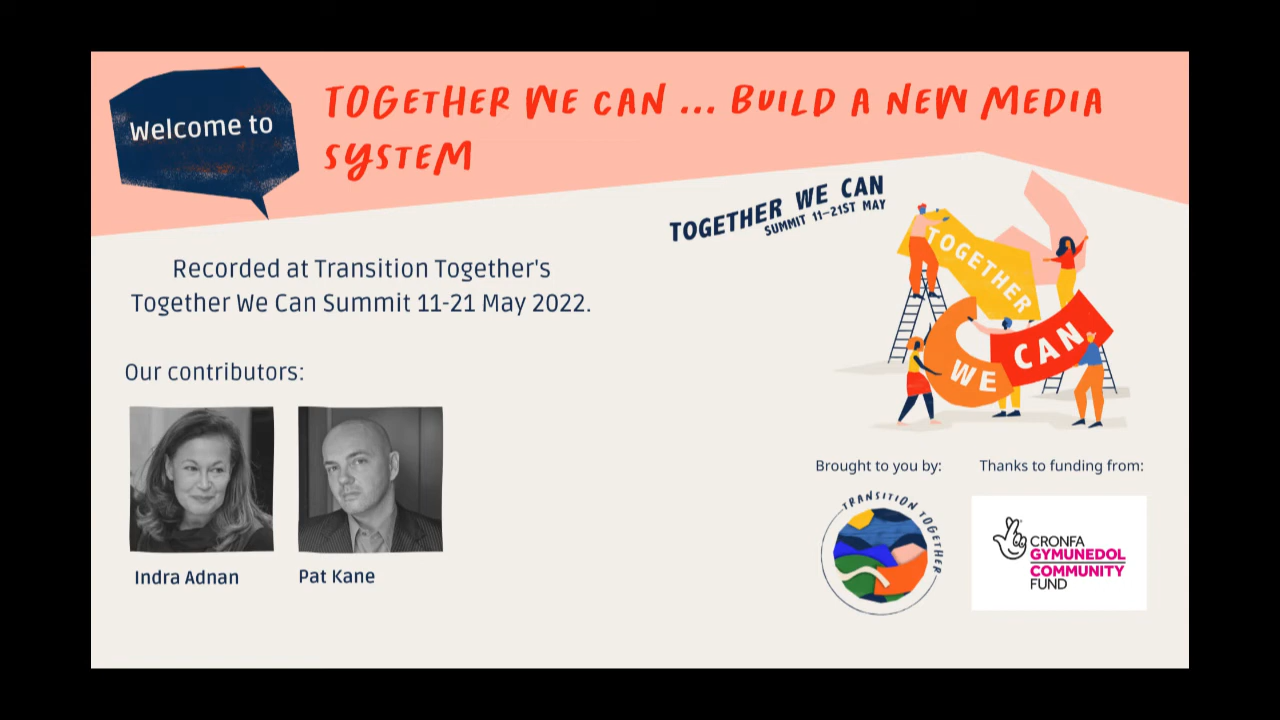 Welcome to
TOGETHER WE CAN ... BUILD A NEW MEDIA
SYSTEM
TOGETHER WE CAN
SUMMIT 11-21ST MAY
Recorded at Transition Together's
Together We Can Summit 11-21 May 2022.
TOGETHER
WE
CAN
Our contributors:
Indra Adnan
Pat Kane
Brought to you by:
Thanks to funding from:
TRANSITION TOGETHER
CRONFA
GYMUNEDOL
COMMUNITY
FUND